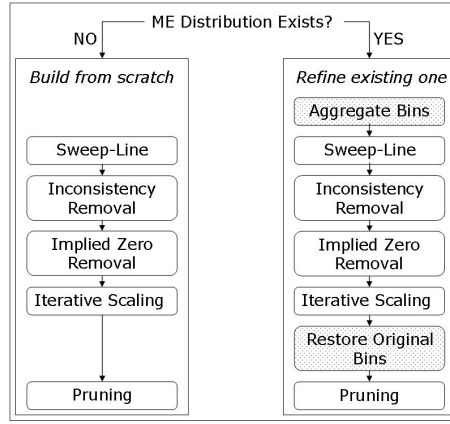 ME Distribution Exists?
NO
YES
Build from scratch
Sweep-Line
Inconsistency
Removal
Implied Zero
Removal
Iterative Scaling
Pruning
Refine existing one
Aggregate Bins
Sweep-Line
Inconsistency
Removal
Implied Zero
Removal
Iterative Scaling
Restore Original
Bins
Pruning